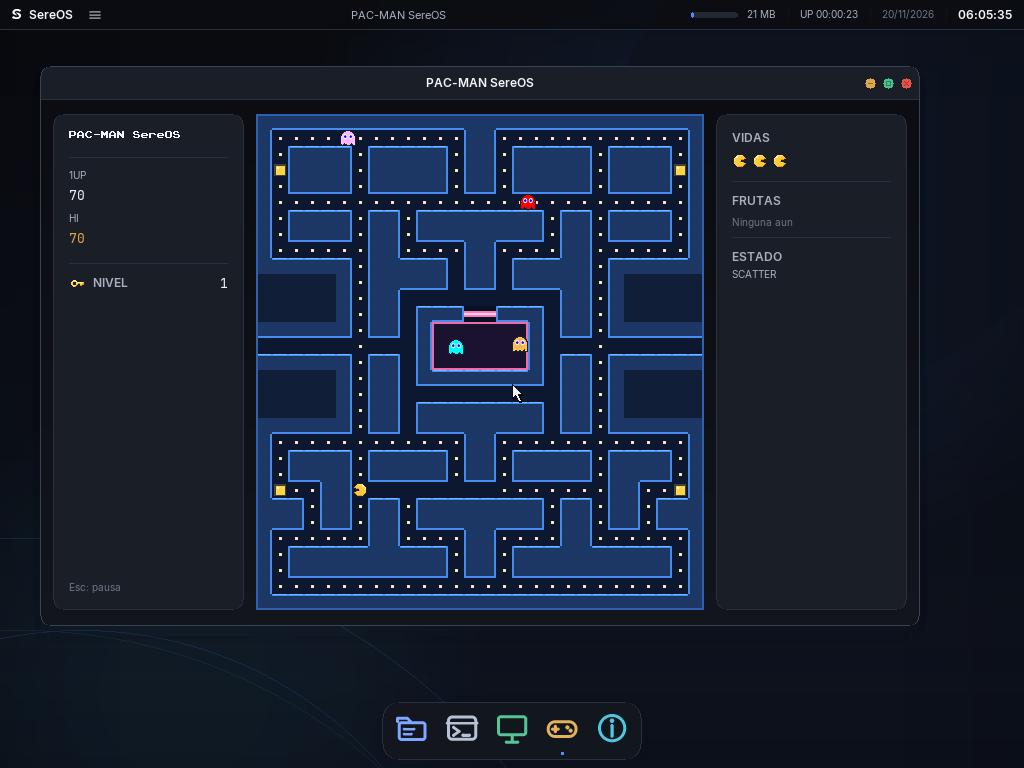 SereOS
PAC-MAN SereOS
21 MB
UP 00:00:23
20/11/2026
06:05:35
PAC-MAN SereOS
PAC-MAN SereOS
1UP
70
HI
70
NIVEL 1
Esc: pausa
VIDAS
FRUTAS
Ninguna aun
ESTADO
SCATTER